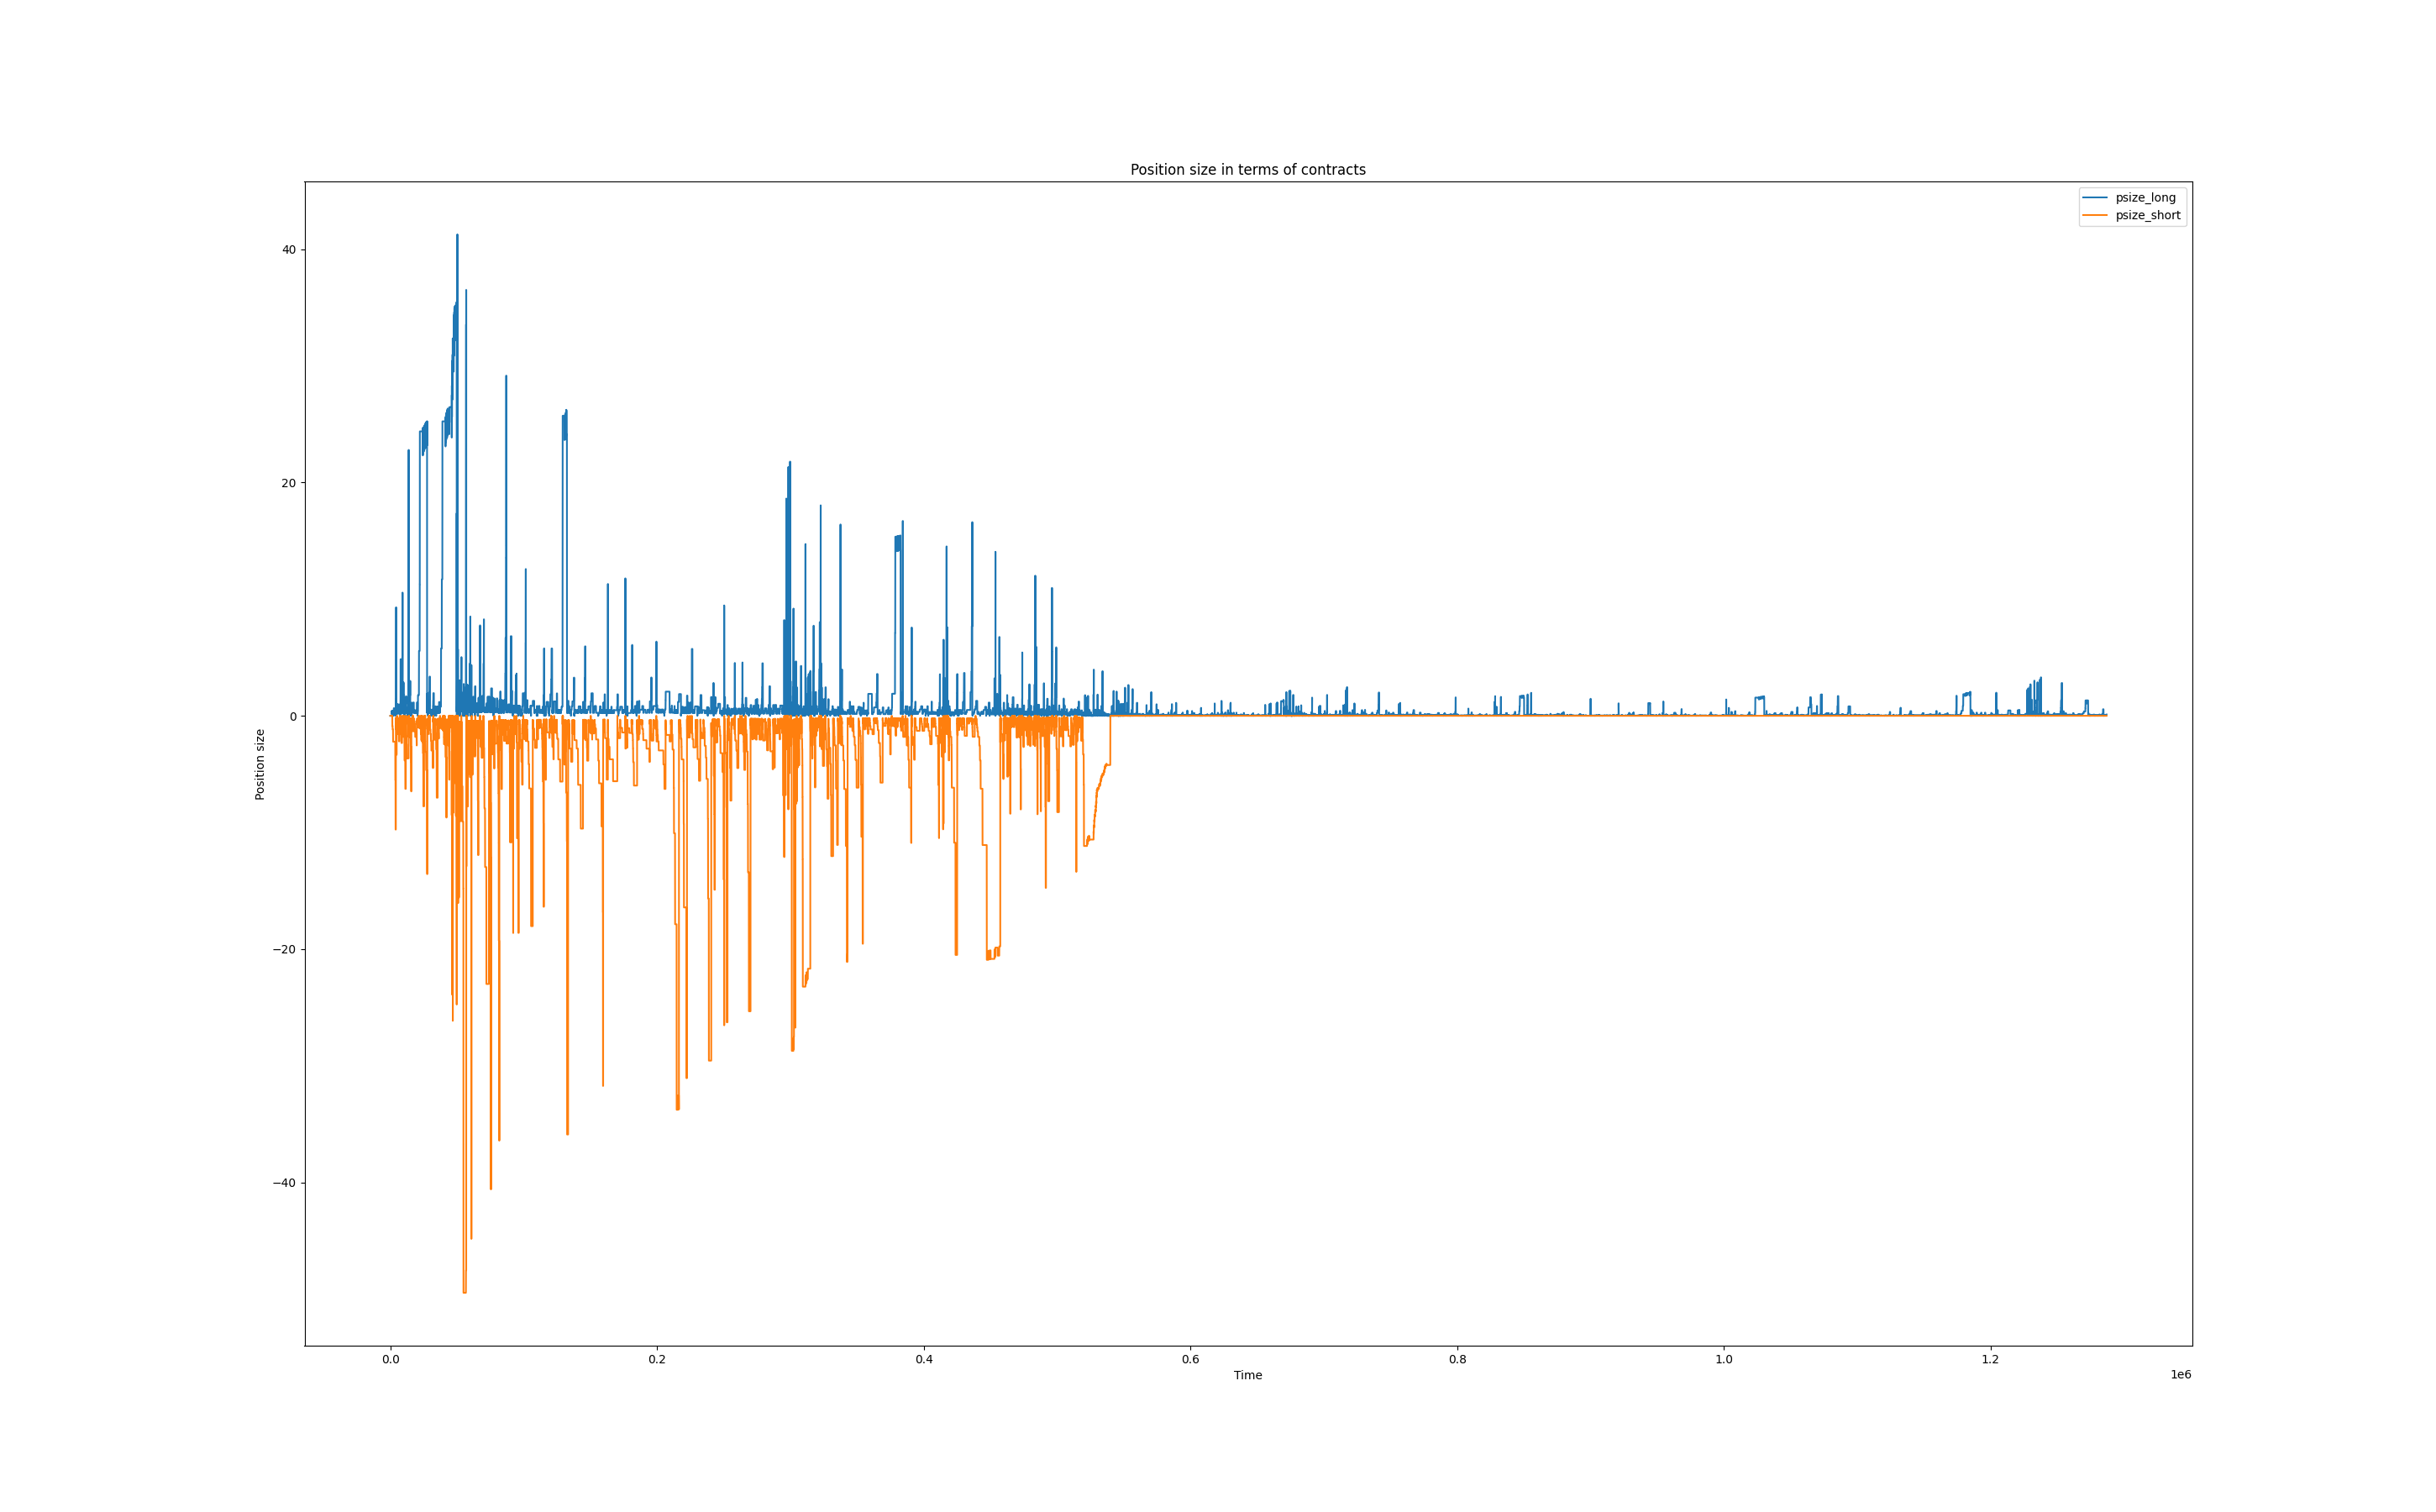 Position size in terms of contracts
psize_long
psize_short
40
20
0
−20
−40
Position size
0.0 0.2 0.4 0.6 0.8 1.0 1.2
1e6
Time